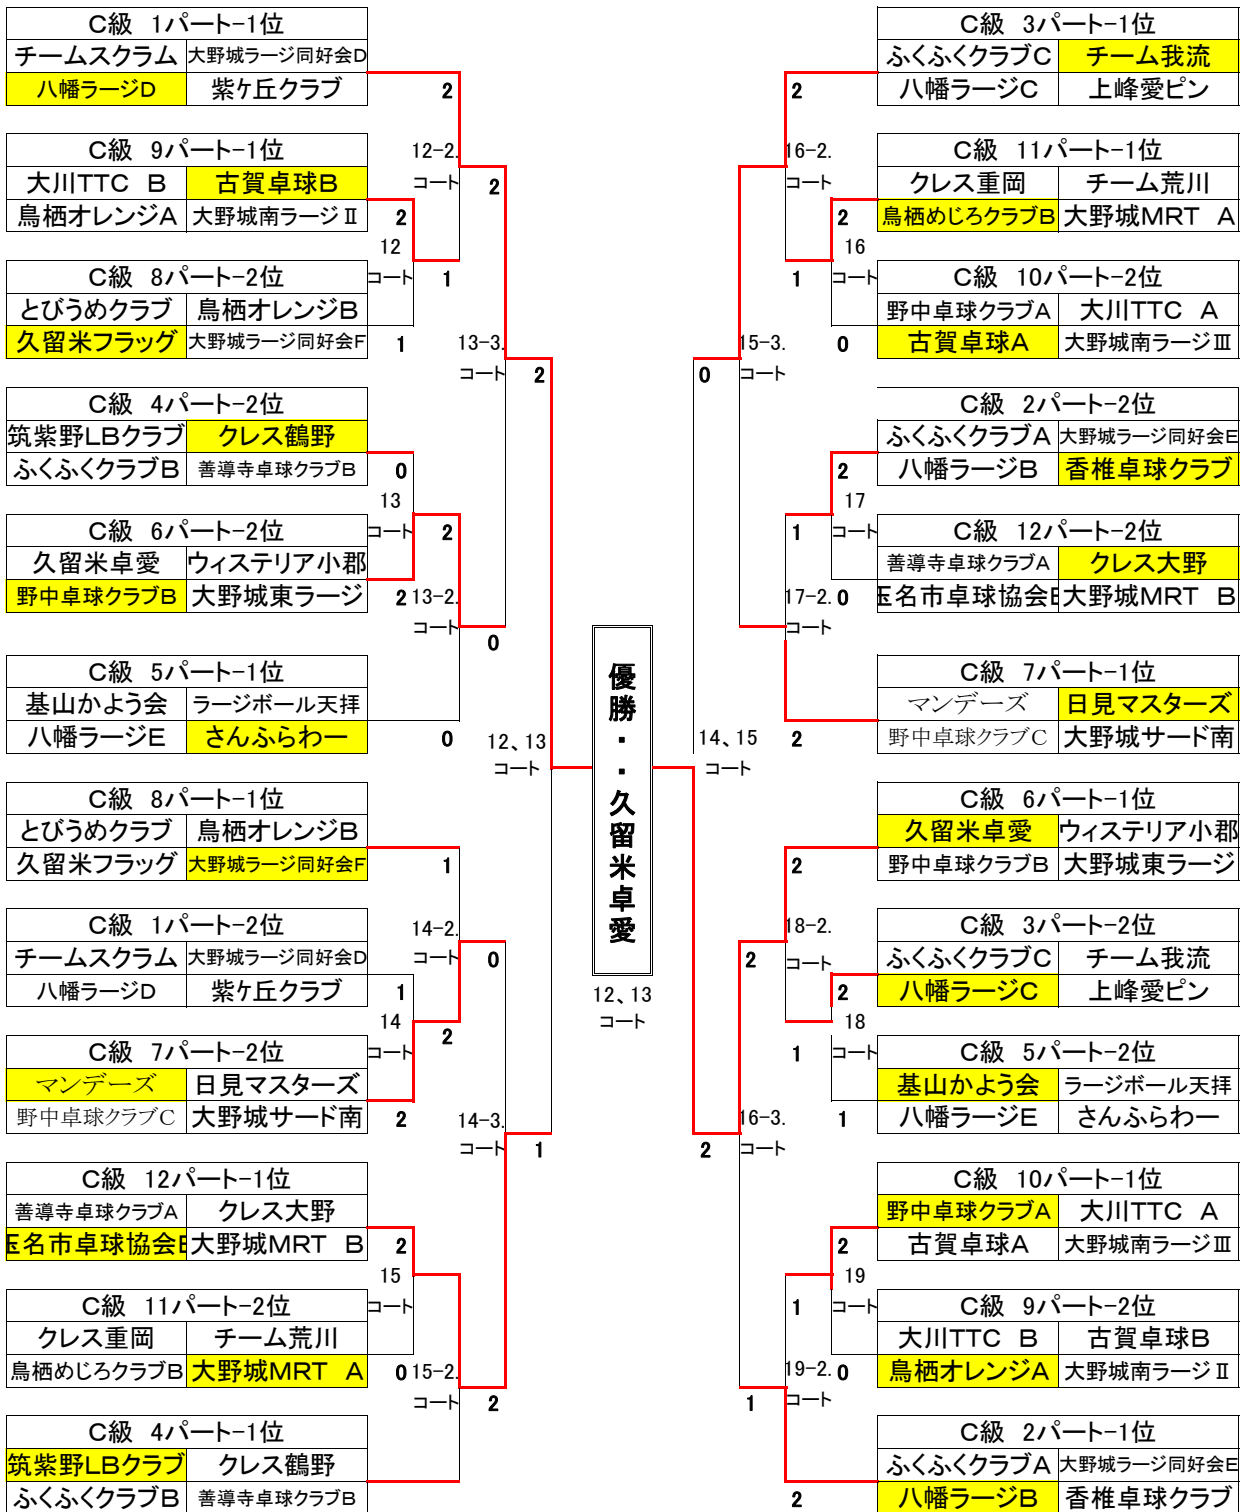 C級 1パート-1位
チームスクラム 大野城ラージ同好会D
八幡ラージD 紫ケ丘クラブ
2
C級 9パート-1位
大川TTC B 古賀卓球B
鳥栖オレンジA 大野城南ラージⅡ
12-2.
コート
2
2
12
コート
1
C級 8パート-2位
とびうめクラブ 鳥栖オレンジB
久留米フラッグ 大野城ラージ同好会F
1
13-3.
コート
2
C級 4パート-2位
筑紫野LBクラブ クレス鶴野
ふくふくクラブB 善導寺卓球クラブB
0
13
コート
2
C級 6パート-2位
久留米卓愛 ウィステリア小郡
野中卓球クラブB 大野城東ラージ
2
13-2.
コート
0
C級 5パート-1位
基山かよう会 ラージボール天拝
八幡ラージE さんふらわー
0
12、13
コート
C級 8パート-1位
とびうめクラブ 鳥栖オレンジB
久留米フラッグ 大野城ラージ同好会F
1
C級 1パート-2位
チームスクラム 大野城ラージ同好会D
八幡ラージD 紫ケ丘クラブ
14-2.
コート
0
1
14
コート
2
C級 7パート-2位
マンデーズ 日見マスターズ
野中卓球クラブC 大野城サード南
2
14-3.
コート
1
C級 12パート-1位
善導寺卓球クラブA クレス大野
玉名市卓球協会 大野城MRT B
2
15
コート
C級 11パート-2位
クレス重岡 チーム荒川
鳥栖めじろクラブB 大野城MRT A
0
15-2.
コート
2
C級 4パート-1位
筑紫野LBクラブ クレス鶴野
ふくふくクラブB 善導寺卓球クラブB
優勝・・久留米卓愛
12、13
コート
C級 3パート-1位
ふくふくクラブC チーム我流
八幡ラージC 上峰愛ピン
2
C級 11パート-1位
クレス重岡 チーム荒川
鳥栖めじろクラブB 大野城MRT A
16-2.
コート
2
16
コート
1
C級 10パート-2位
野中卓球クラブA 大川TTC A
古賀卓球A 大野城南ラージⅢ
0
15-3.
コート
0
C級 2パート-2位
ふくふくクラブA 大野城ラージ同好会E
八幡ラージB 香椎卓球クラブ
2
17
コート
1
C級 12パート-2位
善導寺卓球クラブA クレス大野
玉名市卓球協会 大野城MRT B
0
17-2.
コート
C級 7パート-1位
マンデーズ 日見マスターズ
野中卓球クラブC 大野城サード南
2
14、15
コート
C級 6パート-1位
久留米卓愛 ウィステリア小郡
野中卓球クラブB 大野城東ラージ
2
C級 3パート-2位
ふくふくクラブC チーム我流
八幡ラージC 上峰愛ピン
18-2.
コート
2
2
18
コート
1
C級 5パート-2位
基山かよう会 ラージボール天拝
八幡ラージE さんふらわー
1
16-3.
コート
2
C級 10パート-1位
野中卓球クラブA 大川TTC A
古賀卓球A 大野城南ラージⅢ
2
19
コート
1
C級 9パート-2位
大川TTC B 古賀卓球B
鳥栖オレンジA 大野城南ラージⅡ
0
19-2.
コート
1
C級 2パート-1位
ふくふくクラブA 大野城ラージ同好会E
八幡ラージB 香椎卓球クラブ
2